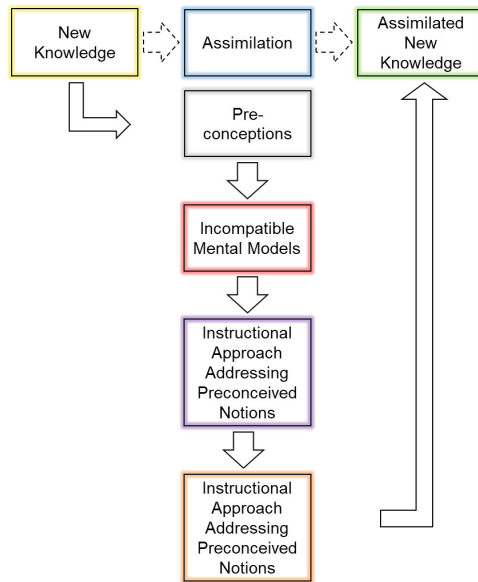 New
Knowledge
Assimilation
Assimilated
New
Knowledge
Pre-
conceptions
Incompatible
Mental Models
Instructional
Approach
Addressing
Preconceived
Notions
Instructional
Approach
Addressing
Preconceived
Notions